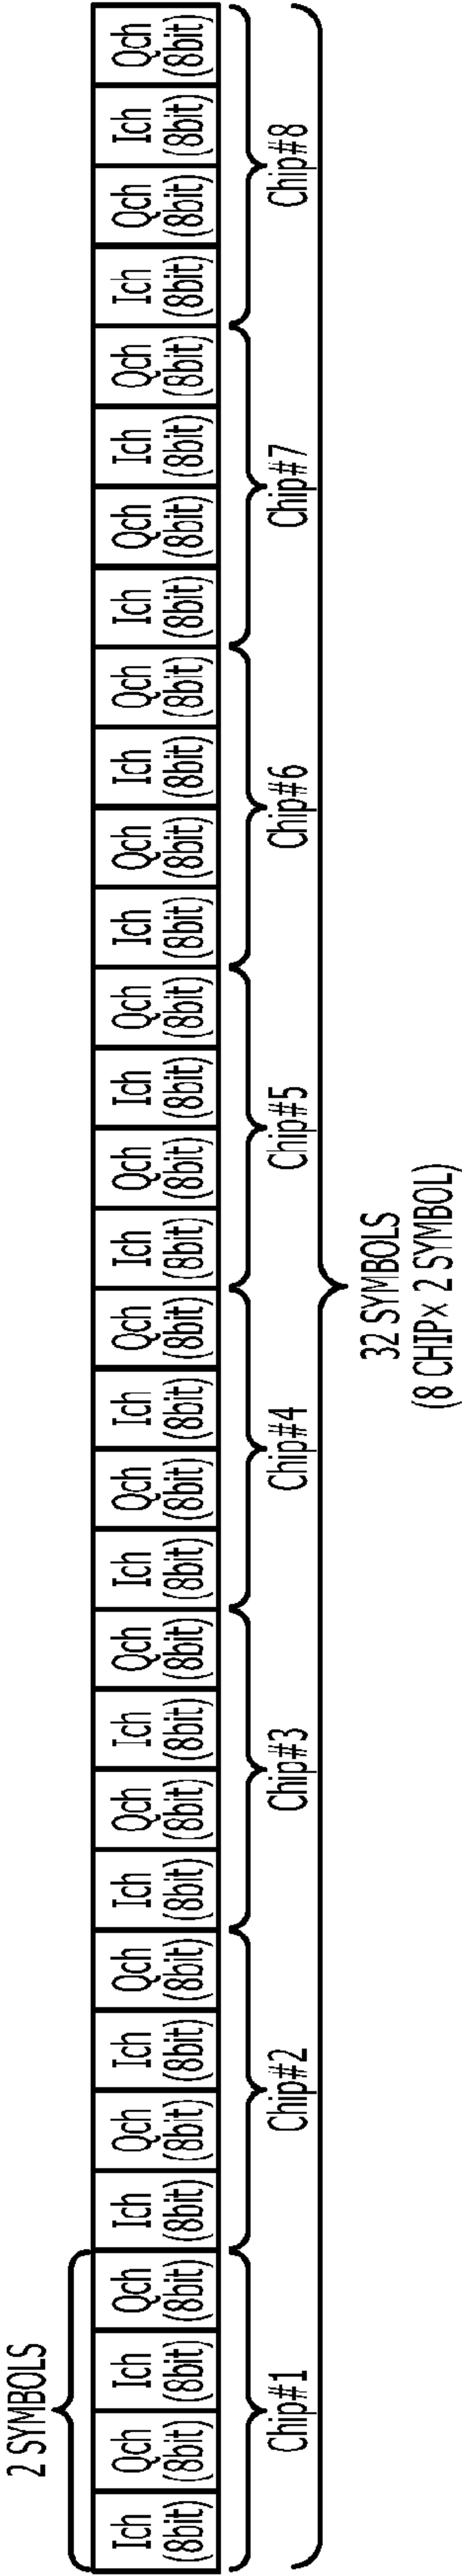 2 SYMBOLS
Ich Qch Ich Qch Ich Qch Ich Qch Ich Qch Ich Qch Ich Qch Ich Qch Ich Qch Ich Qch Ich Qch Ich Qch Ich Qch Ich Qch Ich Qch Ich Qch
(8bit) (8bit) (8bit) (8bit) (8bit) (8bit) (8bit) (8bit) (8bit) (8bit) (8bit) (8bit) (8bit) (8bit) (8bit) (8bit) (8bit) (8bit) (8bit) (8bit) (8bit) (8bit) (8bit) (8bit) (8bit) (8bit) (8bit) (8bit) (8bit) (8bit) (8bit) (8bit)
Chip#1 Chip#2 Chip#3 Chip#4 Chip#5 Chip#6 Chip#7 Chip#8
32 SYMBOLS
(8 CHIP× 2 SYMBOL)